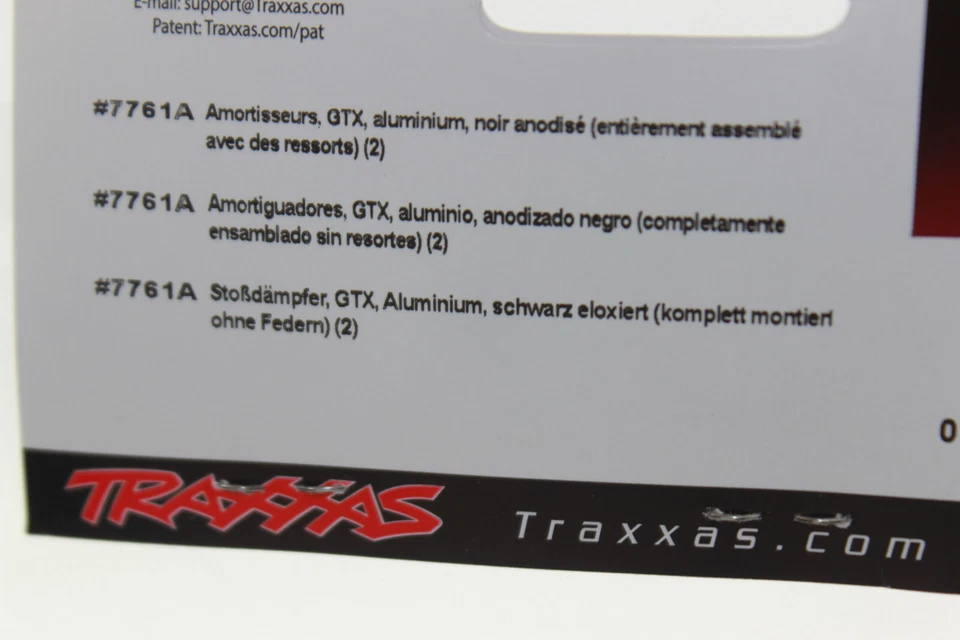 E-mail: support@Traxxas.com
Patent: Traxxas.com/pat
#7761A Amortisseurs, GTX, aluminium, noir anodisé (entièrement assemblé
avec des ressorts) (2)
#7761A Amortiguadores, GTX, aluminio, anodizado negro (completamente
ensamblado sin resortes) (2)
#7761A Stoßdämpfer, GTX, Aluminium, schwarz eloxiert (komplett montiert
ohne Federn) (2)
0
TRAXXAS
Traxxas.com